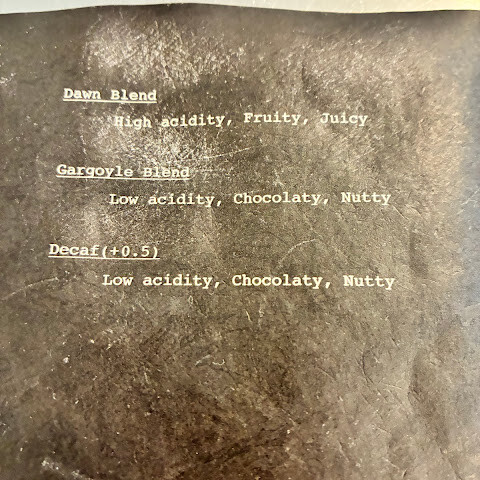 Dawn Blend
High acidity, Fruity, Juicy
Gargoyle Blend
Low acidity, Chocolaty, Nutty
Decaf(+0.5)
Low acidity, Chocolaty, Nutty